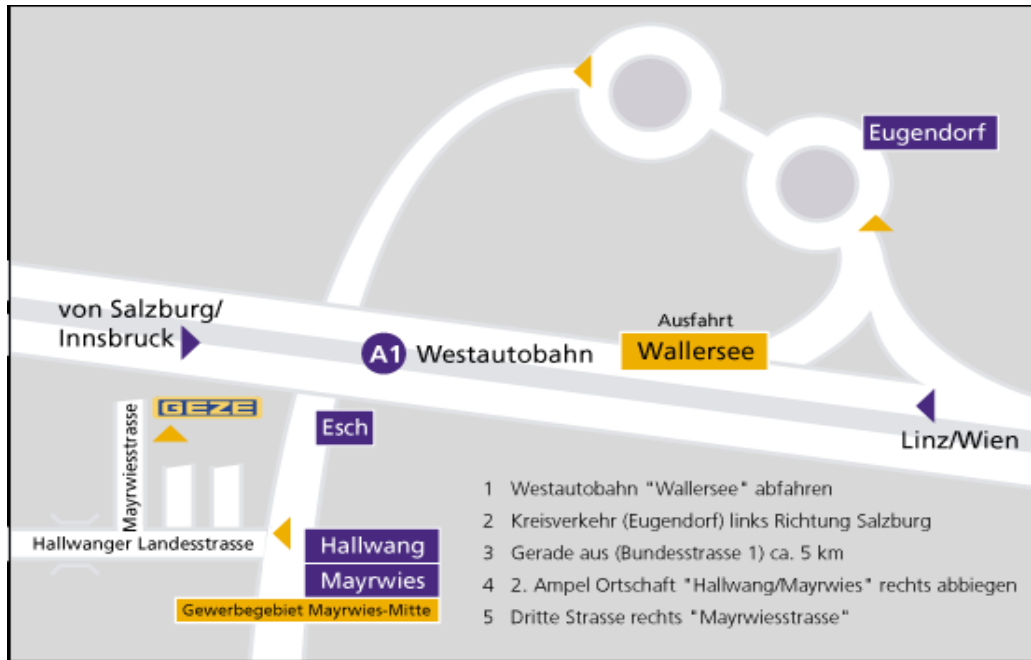 Eugendorf
von Salzburg/
Innsbruck
A1 Westautobahn
Ausfahrt
Wallersee
Linz/Wien
GEZE
Mayrwiesstrasse
Esch
Hallwanger Landesstrasse
Hallwang
Mayrwies
Gewerbegebiet Mayrwies-Mitte
1 Westautobahn "Wallersee" abfahren
2 Kreisverkehr (Eugendorf) links Richtung Salzburg
3 Gerade aus (Bundesstrasse 1) ca. 5 km
4 2. Ampel Ortschaft "Hallwang/Mayrwies" rechts abbiegen
5 Dritte Strasse rechts "Mayrwiesstrasse"